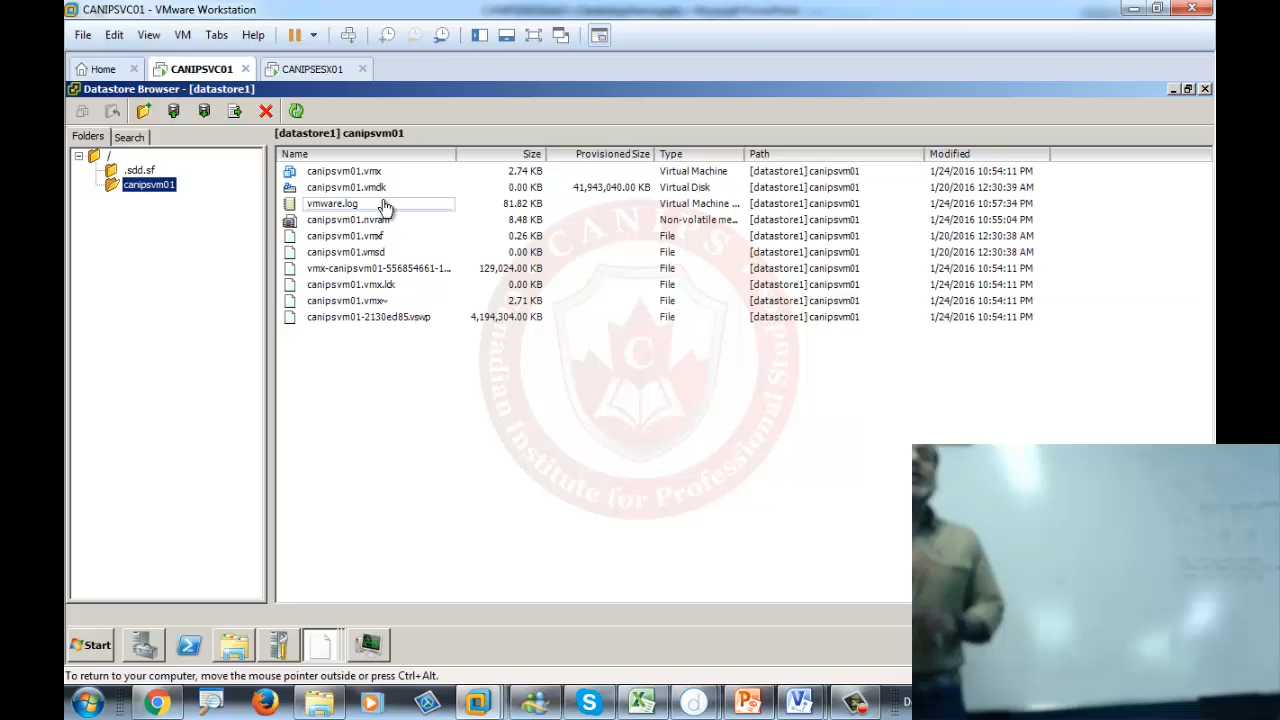 CANIPSVC01 - VMware Workstation
File Edit View VM Tabs Help
Home CANIPSVC01 CANIPSESX01
Datastore Browser - [datastore1]
Folders Search
[datastore1] canipsvm01
/
.sdd.sf
canipsvm01
Name Size Provisioned Size Type Path Modified
canipsvm01.vmx 2.74 KB Virtual Machine [datastore1] canipsvm01 1/24/2016 10:54:11 PM
canipsvm01.vmdk 0.00 KB 41,943,040.00 KB Virtual Disk [datastore1] canipsvm01 1/20/2016 12:30:39 AM
vmware.log 81.82 KB Virtual Machine ... [datastore1] canipsvm01 1/24/2016 10:57:34 PM
canipsvm01.nvram 8.48 KB Non-volatile me... [datastore1] canipsvm01 1/24/2016 10:55:04 PM
canipsvm01.vmxf 0.26 KB File [datastore1] canipsvm01 1/20/2016 12:30:38 AM
canipsvm01.vmsd 0.00 KB File [datastore1] canipsvm01 1/20/2016 12:30:38 AM
vmx-canipsvm01-556854661-1... 129,024.00 KB File [datastore1] canipsvm01 1/24/2016 10:54:11 PM
canipsvm01.vmx.lck 0.00 KB File [datastore1] canipsvm01 1/24/2016 10:54:11 PM
canipsvm01.vmx~ 2.71 KB File [datastore1] canipsvm01 1/24/2016 10:54:11 PM
canipsvm01-2130ed85.vswp 4,194,304.00 KB File [datastore1] canipsvm01 1/24/2016 10:54:11 PM
CANIPS
C
Canadian Institute for Professional Studies
Start
To return to your computer, move the mouse pointer outside or press Ctrl+Alt.